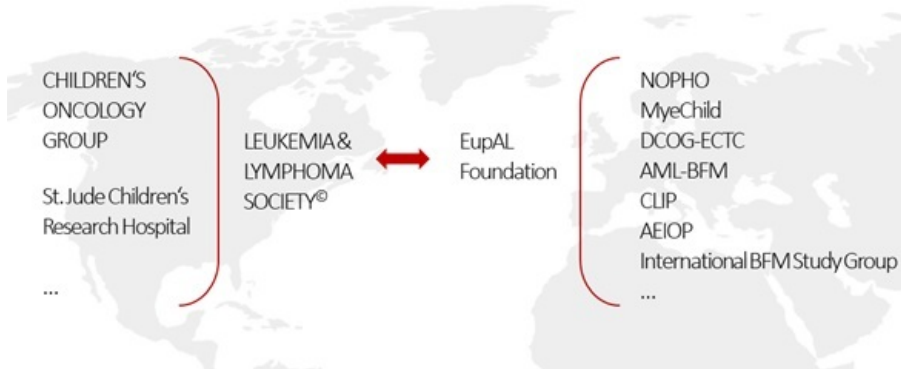 CHILDREN‘S
ONCOLOGY
GROUP
St. Jude Children‘s
Research Hospital
...
LEUKEMIA &
LYMPHOMA
SOCIETY©
EupAL
Foundation
NOPHO
MyeChild
DCOG-ECTC
AML-BFM
CLIP
AEIOP
International BFM Study Group
...